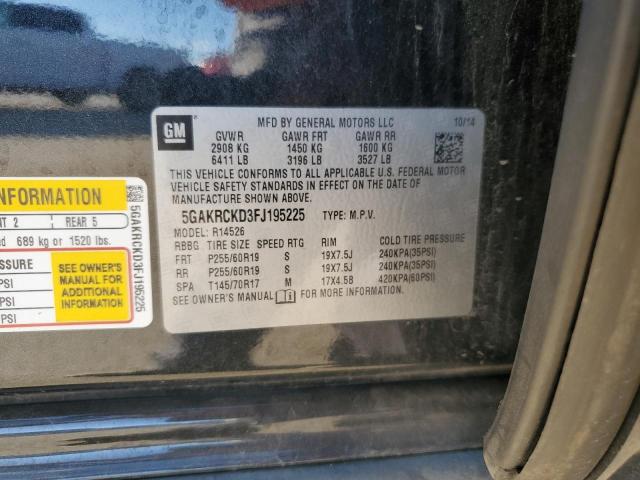 GM
MFD BY GENERAL MOTORS LLC 10/14
GVWR GAWR FRT GAWR RR
2908 KG 1450 KG 1600 KG
6411 LB 3196 LB 3527 LB
THIS VEHICLE CONFORMS TO ALL APPLICABLE U.S. FEDERAL MOTOR
VEHICLE SAFETY STANDARDS IN EFFECT ON THE DATE OF
MANUFACTURE SHOWN ABOVE.
5GAKRCKD3FJ195225 TYPE: M.P.V.
MODEL: R14526
RBBG TIRE SIZE SPEED RTG RIM COLD TIRE PRESSURE
FRT P255/60R19 S 19X7.5J 240KPA(35PSI)
RR P255/60R19 S 19X7.5J 240KPA(35PSI)
SPA T145/70R17 M 17X4.5B 420KPA(60PSI)
SEE OWNER'S MANUAL FOR MORE INFORMATION.
INFORMATION
2 REAR 5
689 kg or 1520 lbs.
SEE OWNER'S
MANUAL FOR
ADDITIONAL
INFORMATION
PSI
PSI
PSI
5GAKRCKD3FJ195225